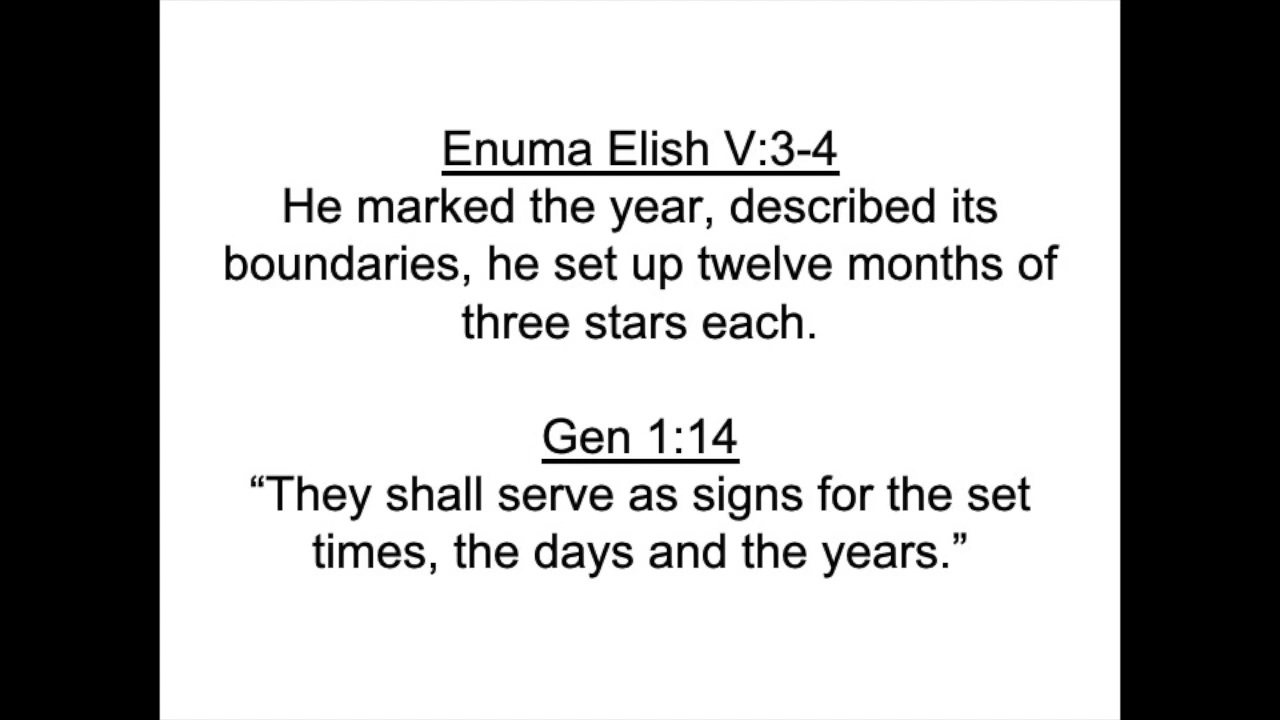 Enuma Elish V:3-4
He marked the year, described its
boundaries, he set up twelve months of
three stars each.
Gen 1:14
“They shall serve as signs for the set
times, the days and the years.”